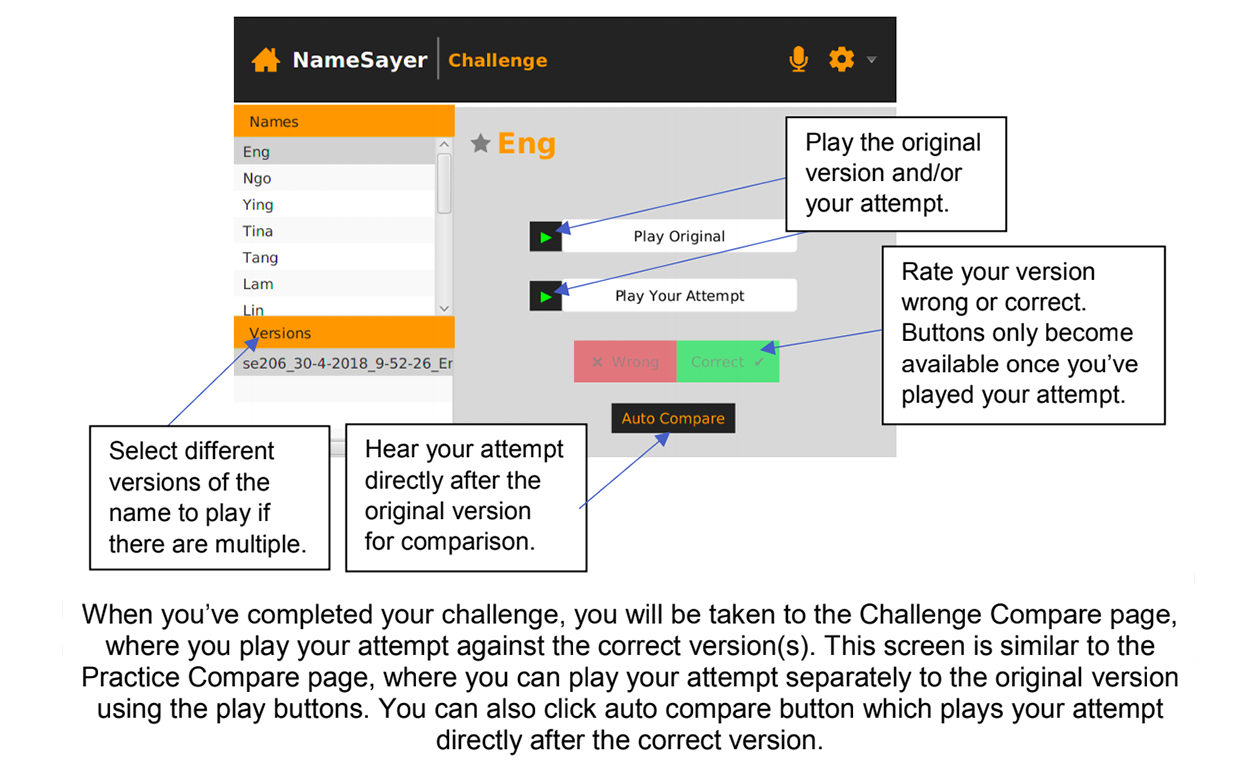 NameSayer
Challenge
Names
Eng
Ngo
Ying
Tina
Tang
Lam
Lin
Versions
se206_30-4-2018_9-52-26_Er
Eng
Play Original
Play Your Attempt
Wrong
Correct
Auto Compare
Play the original
version and/or
your attempt.
Rate your version
wrong or correct.
Buttons only become
available once you’ve
played your attempt.
Select different
versions of the
name to play if
there are multiple.
Hear your attempt
directly after the
original version
for comparison.
When you’ve completed your challenge, you will be taken to the Challenge Compare page,
where you play your attempt against the correct version(s). This screen is similar to the
Practice Compare page, where you can play your attempt separately to the original version
using the play buttons. You can also click auto compare button which plays your attempt
directly after the correct version.